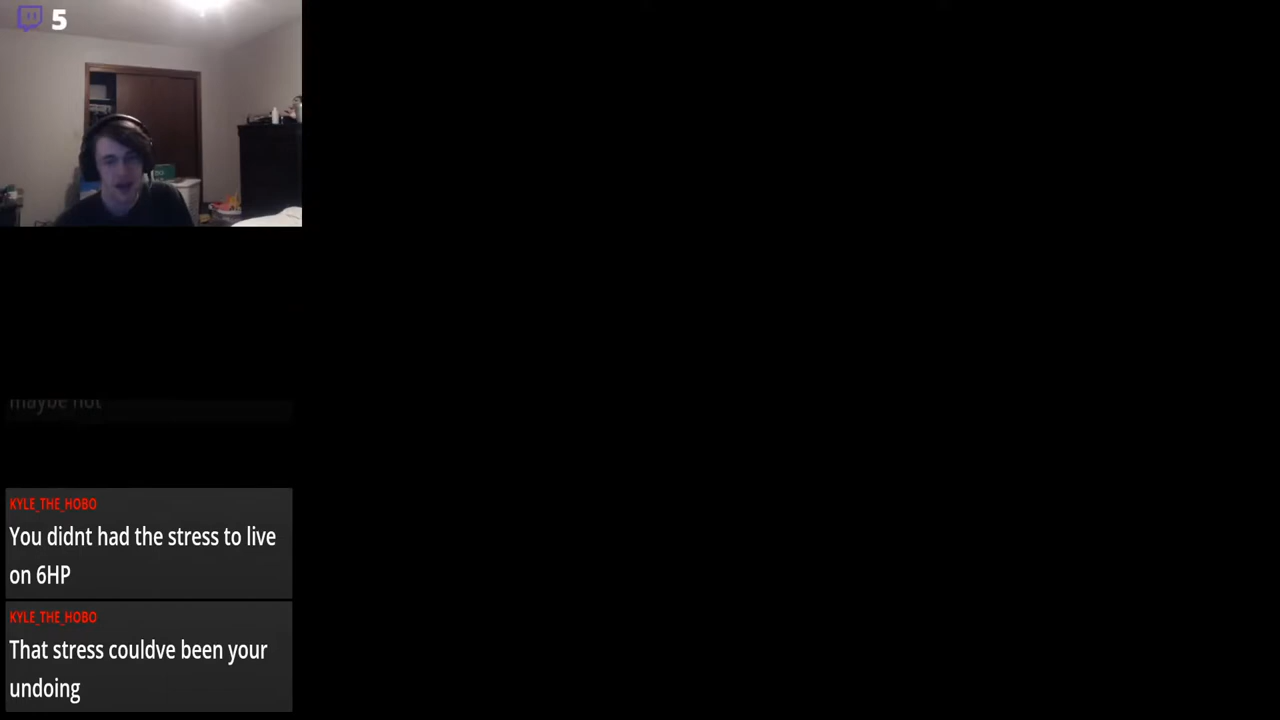 5
maybe not
KYLE_THE_HOBO
You didnt had the stress to live
on 6HP
KYLE_THE_HOBO
That stress couldve been your
undoing